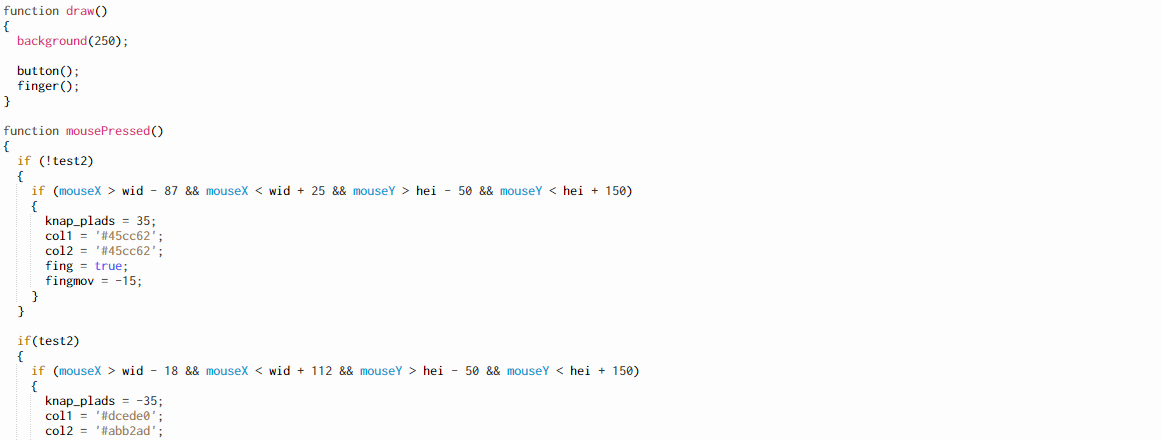 function draw()
{
  background(250);

  button();
  finger();
}

function mousePressed()
{
  if (!test2)
  {
    if (mouseX > wid - 87 && mouseX < wid + 25 && mouseY > hei - 50 && mouseY < hei + 150)
    {
      knap_plads = 35;
      col1 = '#45cc62';
      col2 = '#45cc62';
      fing = true;
      fingmov = -15;
    }
  }

  if(test2)
  {
    if (mouseX > wid - 18 && mouseX < wid + 112 && mouseY > hei - 50 && mouseY < hei + 150)
    {
      knap_plads = -35;
      col1 = '#dcede0';
      col2 = '#abb2ad';